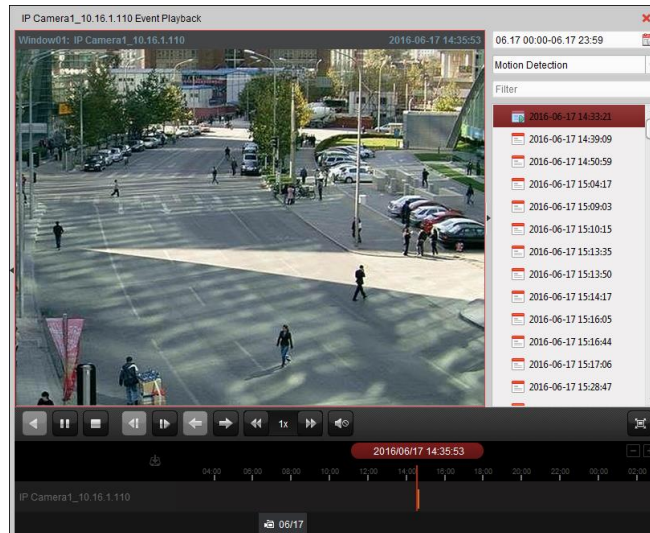 IP Camera1_10.16.1.110 Event Playback
Window01: IP Camera1_10.16.1.110
2016-06-17 14:35:53
06.17 00:00-06.17 23:59
Motion Detection
Filter
2016-06-17 14:33:21
2016-06-17 14:39:09
2016-06-17 14:50:59
2016-06-17 15:04:17
2016-06-17 15:09:03
2016-06-17 15:10:15
2016-06-17 15:13:35
2016-06-17 15:13:50
2016-06-17 15:14:17
2016-06-17 15:16:05
2016-06-17 15:16:44
2016-06-17 15:17:06
2016-06-17 15:28:47
1x
2016/06/17 14:35:53
04:00 06:00 08:00 10:00 12:00 14:00 16:00 18:00 20:00 22:00 00:00 02:00
IP Camera1_10.16.1.110
06/17